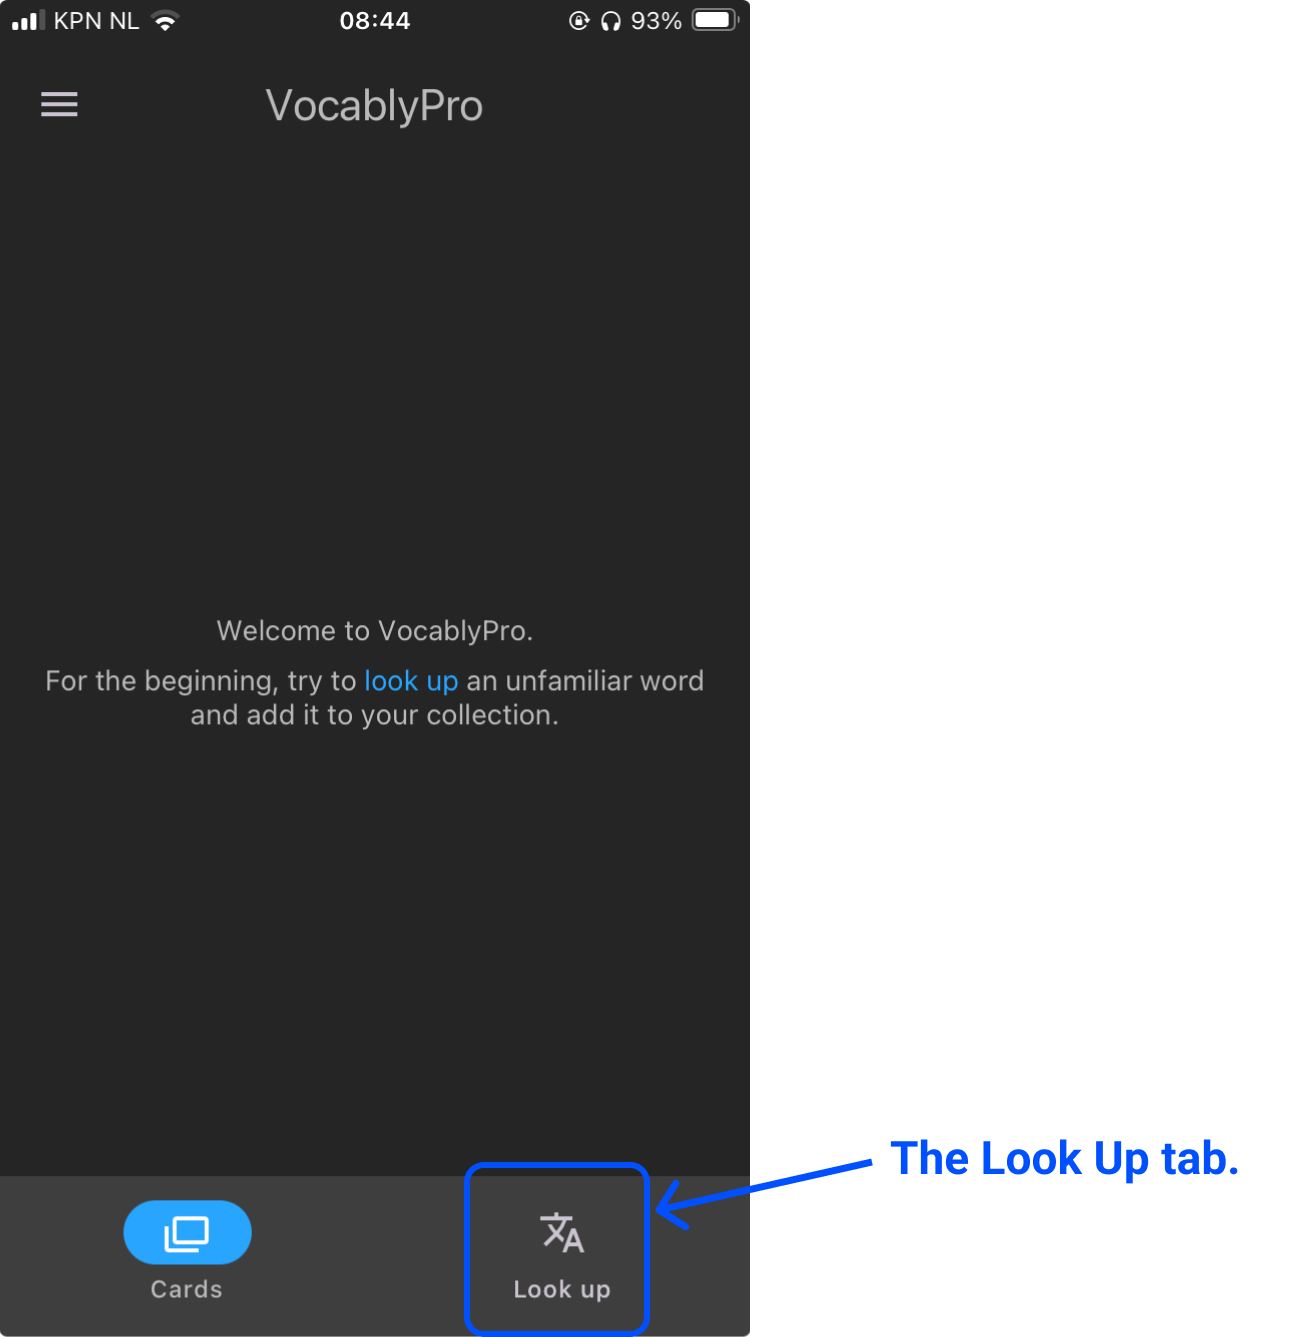 KPN NL 08:44 93%
VocablyPro
Welcome to VocablyPro.
For the beginning, try to look up an unfamiliar word
and add it to your collection.
The Look Up tab.
Cards Look up